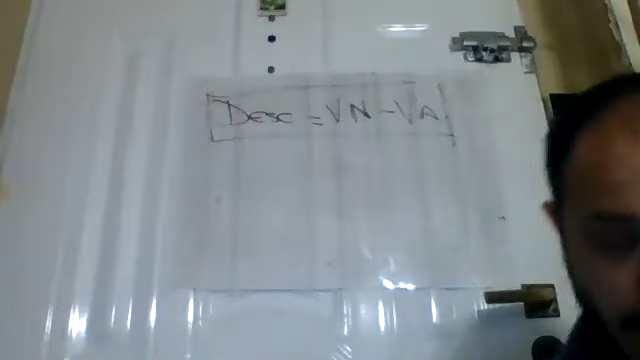 DESC = VN - VA